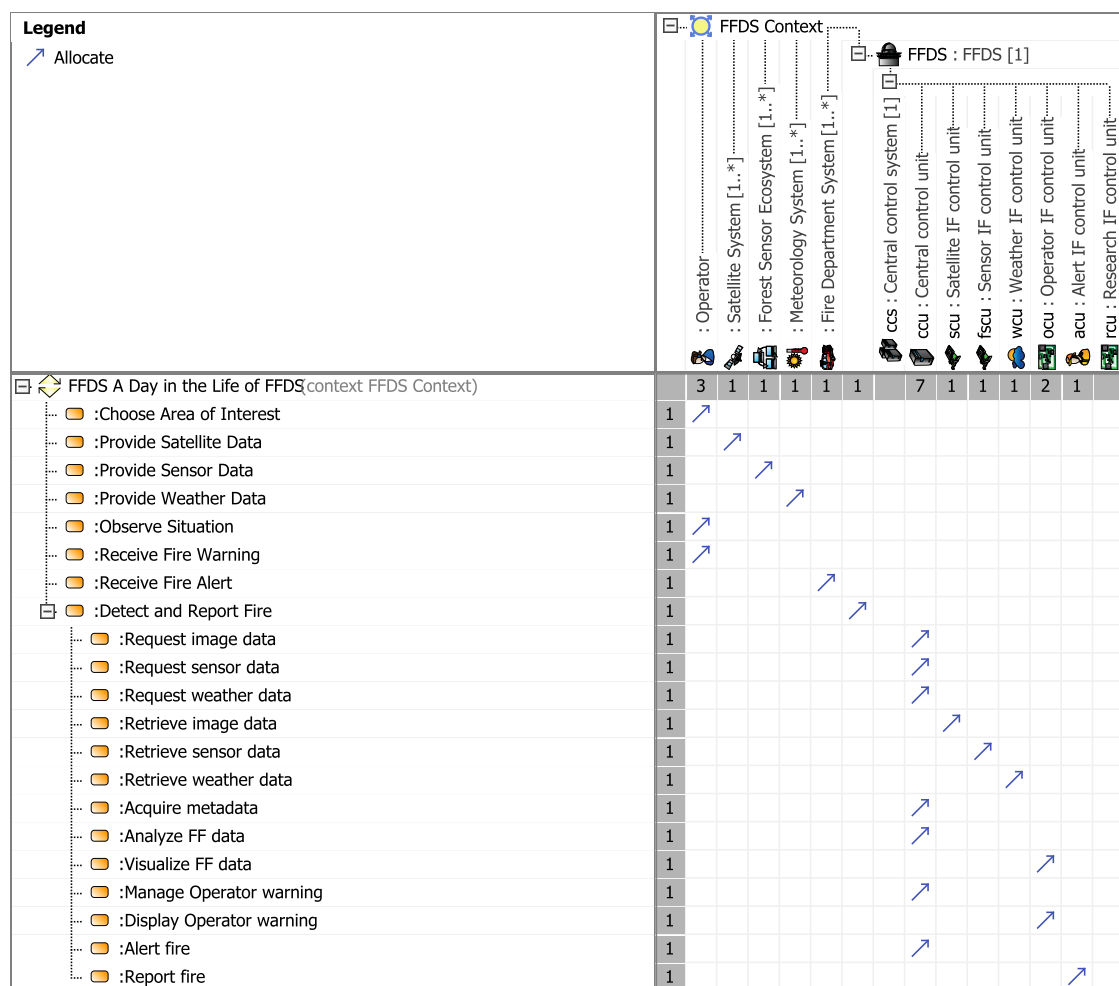 Legend
Allocate
FFDS Context
FFDS : FFDS [1]
: Operator
: Satellite System [1..*]
: Forest Sensor Ecosystem [1..*]
: Meteorology System [1..*]
: Fire Department System [1..*]
ccs : Central control system [1]
ccu : Central control unit
scu : Satellite IF control unit
fscu : Sensor IF control unit
wcu : Weather IF control unit
ocu : Operator IF control unit
acu : Alert IF control unit
rcu : Research IF control unit
FFDS A Day in the Life of FFDS(context FFDS Context) 3 1 1 1 1 1 7 1 1 1 2 1
:Choose Area of Interest 1
:Provide Satellite Data 1
:Provide Sensor Data 1
:Provide Weather Data 1
:Observe Situation 1
:Receive Fire Warning 1
:Receive Fire Alert 1
:Detect and Report Fire 1
:Request image data 1
:Request sensor data 1
:Request weather data 1
:Retrieve image data 1
:Retrieve sensor data 1
:Retrieve weather data 1
:Acquire metadata 1
:Analyze FF data 1
:Visualize FF data 1
:Manage Operator warning 1
:Display Operator warning 1
:Alert fire 1
:Report fire 1